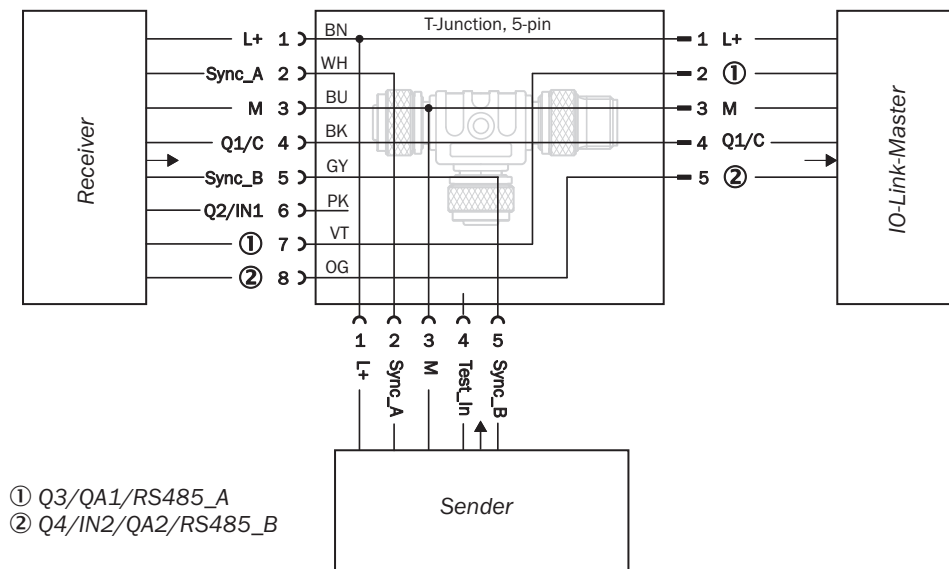 T-Junction, 5-pin
Receiver
L+ 1 BN
Sync_A 2 WH
M 3 BU
Q1/C 4 BK
Sync_B 5 GY
Q2/IN1 6 PK
① 7 VT
② 8 OG
1 L+
2 ①
3 M
4 Q1/C
5 ②
IO-Link-Master
1 2 3 4 5
L+ Sync_A M Test_In Sync_B
Sender
① Q3/QA1/RS485_A
② Q4/IN2/QA2/RS485_B